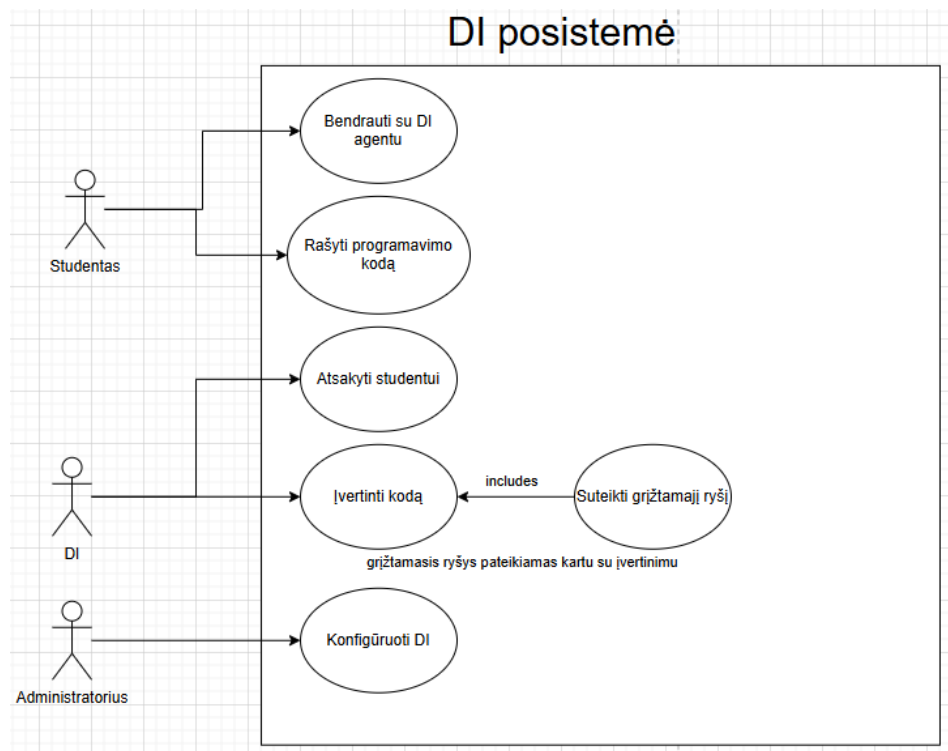 DI posistemė
Bendrauti su DI
agentu
Studentas
Rašyti programavimo
kodą
Atsakyti studentui
DI
Įvertinti kodą
includes
Suteikti grįžtamajį ryšį
grįžtamasis ryšys pateikiamas kartu su įvertinimu
Administratorius
Konfigūruoti DI